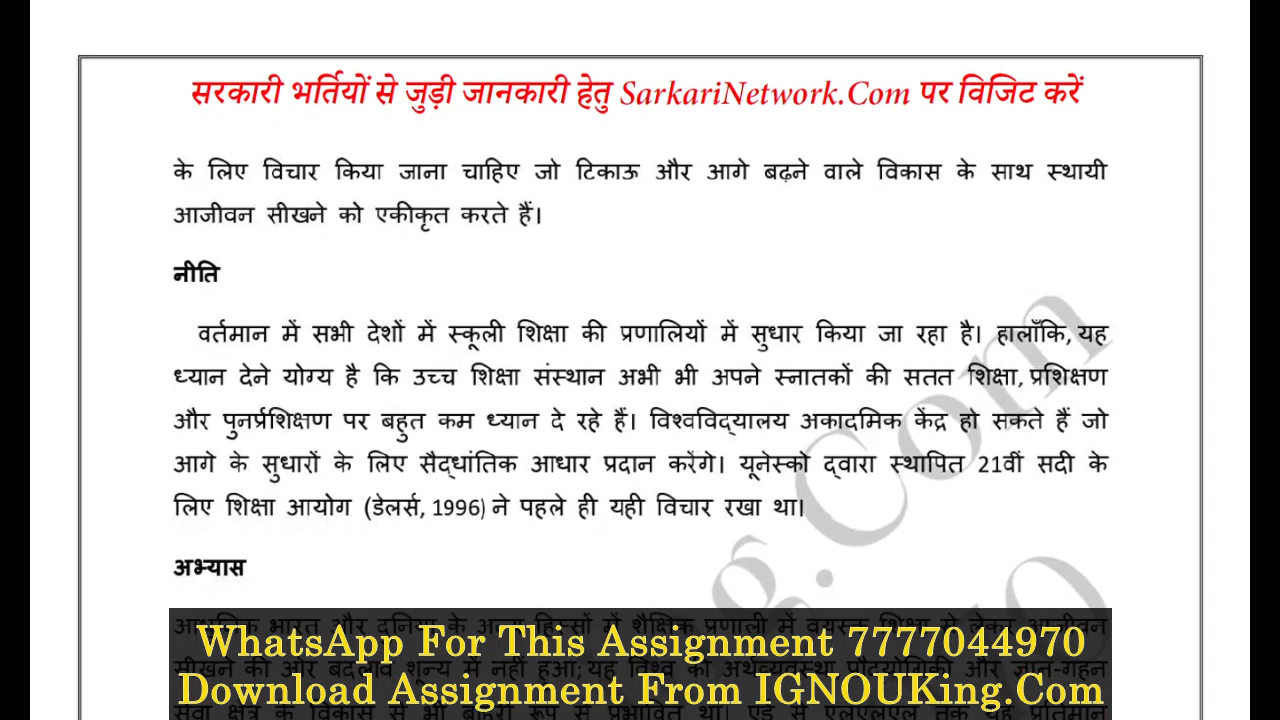 सरकारी भर्तियों से जुड़ी जानकारी हेतु SarkariNetwork.Com पर विजिट करें
के लिए विचार किया जाना चाहिए जो टिकाऊ और आगे बढ़ने वाले विकास के साथ स्थायी
आजीवन सीखने को एकीकृत करते हैं।
नीति
वर्तमान में सभी देशों में स्कूली शिक्षा की प्रणालियों में सुधार किया जा रहा है। हालाँकि, यह
ध्यान देने योग्य है कि उच्च शिक्षा संस्थान अभी भी अपने स्नातकों की सतत शिक्षा, प्रशिक्षण
और पुनर्प्रशिक्षण पर बहुत कम ध्यान दे रहे हैं। विश्वविद्यालय अकादमिक केंद्र हो सकते हैं जो
आगे के सुधारों के लिए सैद्धांतिक आधार प्रदान करेंगे। यूनेस्को द्वारा स्थापित 21वीं सदी के
लिए शिक्षा आयोग (डेलर्स, 1996) ने पहले ही यही विचार रखा था।
अभ्यास
WhatsApp For This Assignment 7777044970
Download Assignment From IGNOUKing.Com